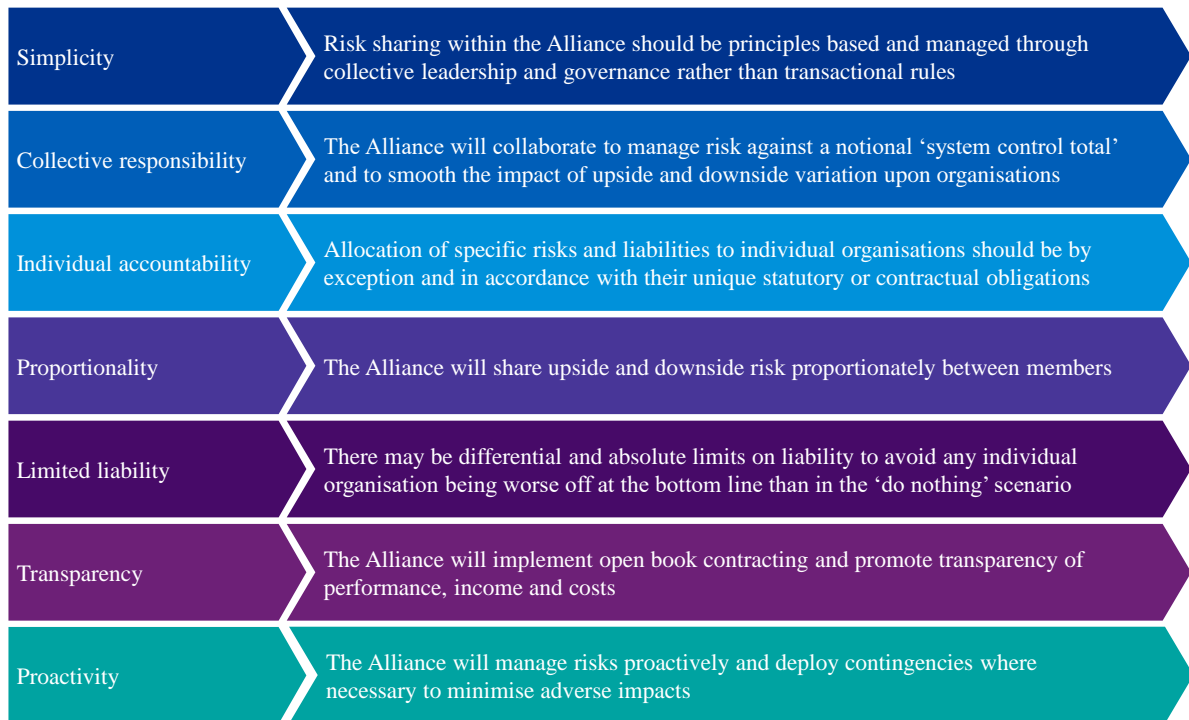 Simplicity
Risk sharing within the Alliance should be principles based and managed through
collective leadership and governance rather than transactional rules
Collective responsibility
The Alliance will collaborate to manage risk against a notional ‘system control total’
and to smooth the impact of upside and downside variation upon organisations
Individual accountability
Allocation of specific risks and liabilities to individual organisations should be by
exception and in accordance with their unique statutory or contractual obligations
Proportionality
The Alliance will share upside and downside risk proportionately between members
Limited liability
There may be differential and absolute limits on liability to avoid any individual
organisation being worse off at the bottom line than in the ‘do nothing’ scenario
Transparency
The Alliance will implement open book contracting and promote transparency of
performance, income and costs
Proactivity
The Alliance will manage risks proactively and deploy contingencies where
necessary to minimise adverse impacts